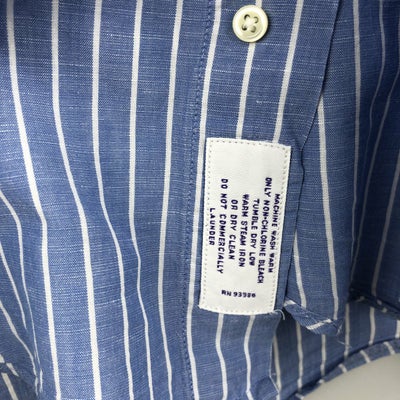 MACHINE WASH WARM
ONLY NON-CHLORINE BLEACH
TUMBLE DRY LOW
WARM STEAM IRON
OR DRY CLEAN
DO NOT COMMERCIALLY
LAUNDER
RN 93986